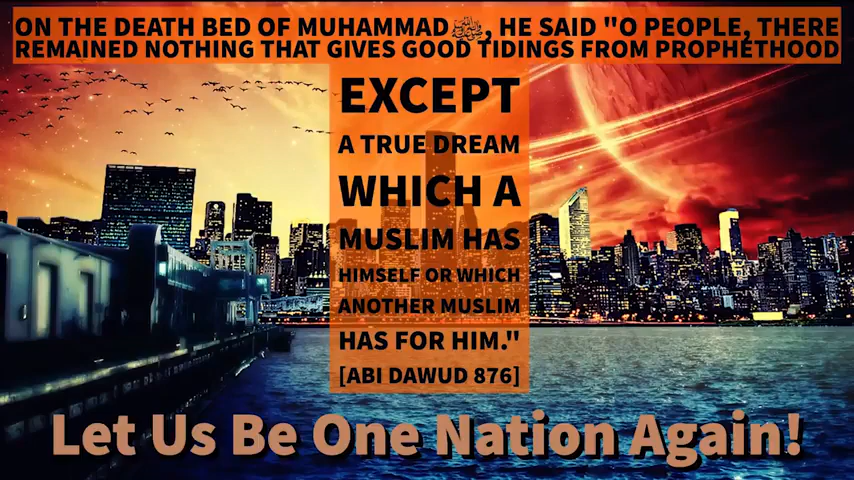 ON THE DEATH BED OF MUHAMMADﷺ, HE SAID "O PEOPLE, THERE
REMAINED NOTHING THAT GIVES GOOD TIDINGS FROM PROPHETHOOD
EXCEPT
A TRUE DREAM
WHICH A
MUSLIM HAS
HIMSELF OR WHICH
ANOTHER MUSLIM
HAS FOR HIM."
[ABI DAWUD 876]
Let Us Be One Nation Again!